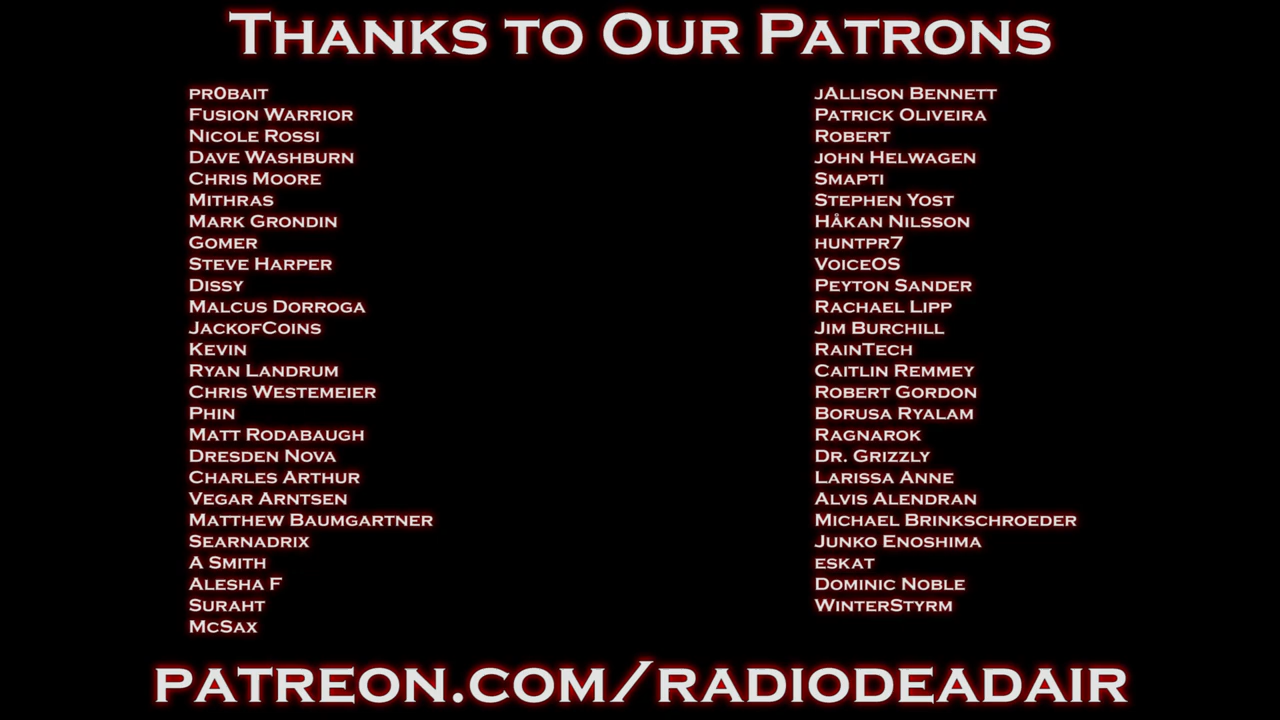 Thanks to Our Patrons
pr0bait
Fusion Warrior
Nicole Rossi
Dave Washburn
Chris Moore
Mithras
Mark Grondin
Gomer
Steve Harper
Dissy
Malcus Dorroga
JackofCoins
Kevin
Ryan Landrum
Chris Westemeier
Phin
Matt Rodabaugh
Dresden Nova
Charles Arthur
Vegar Arntsen
Matthew Baumgartner
Searnadrix
A Smith
Alesha F
Suraht
McSax
jAllison Bennett
Patrick Oliveira
Robert
john Helwagen
Smapti
Stephen Yost
Håkan Nilsson
huntpr7
VoiceOS
Peyton Sander
Rachael Lipp
Jim Burchill
RainTech
Caitlin Remmey
Robert Gordon
Borusa Ryalam
Ragnarok
Dr. Grizzly
Larissa Anne
Alvis Alendran
Michael Brinkschroeder
Junko Enoshima
eskat
Dominic Noble
WinterStyrm
patreon.com/radiodeadair